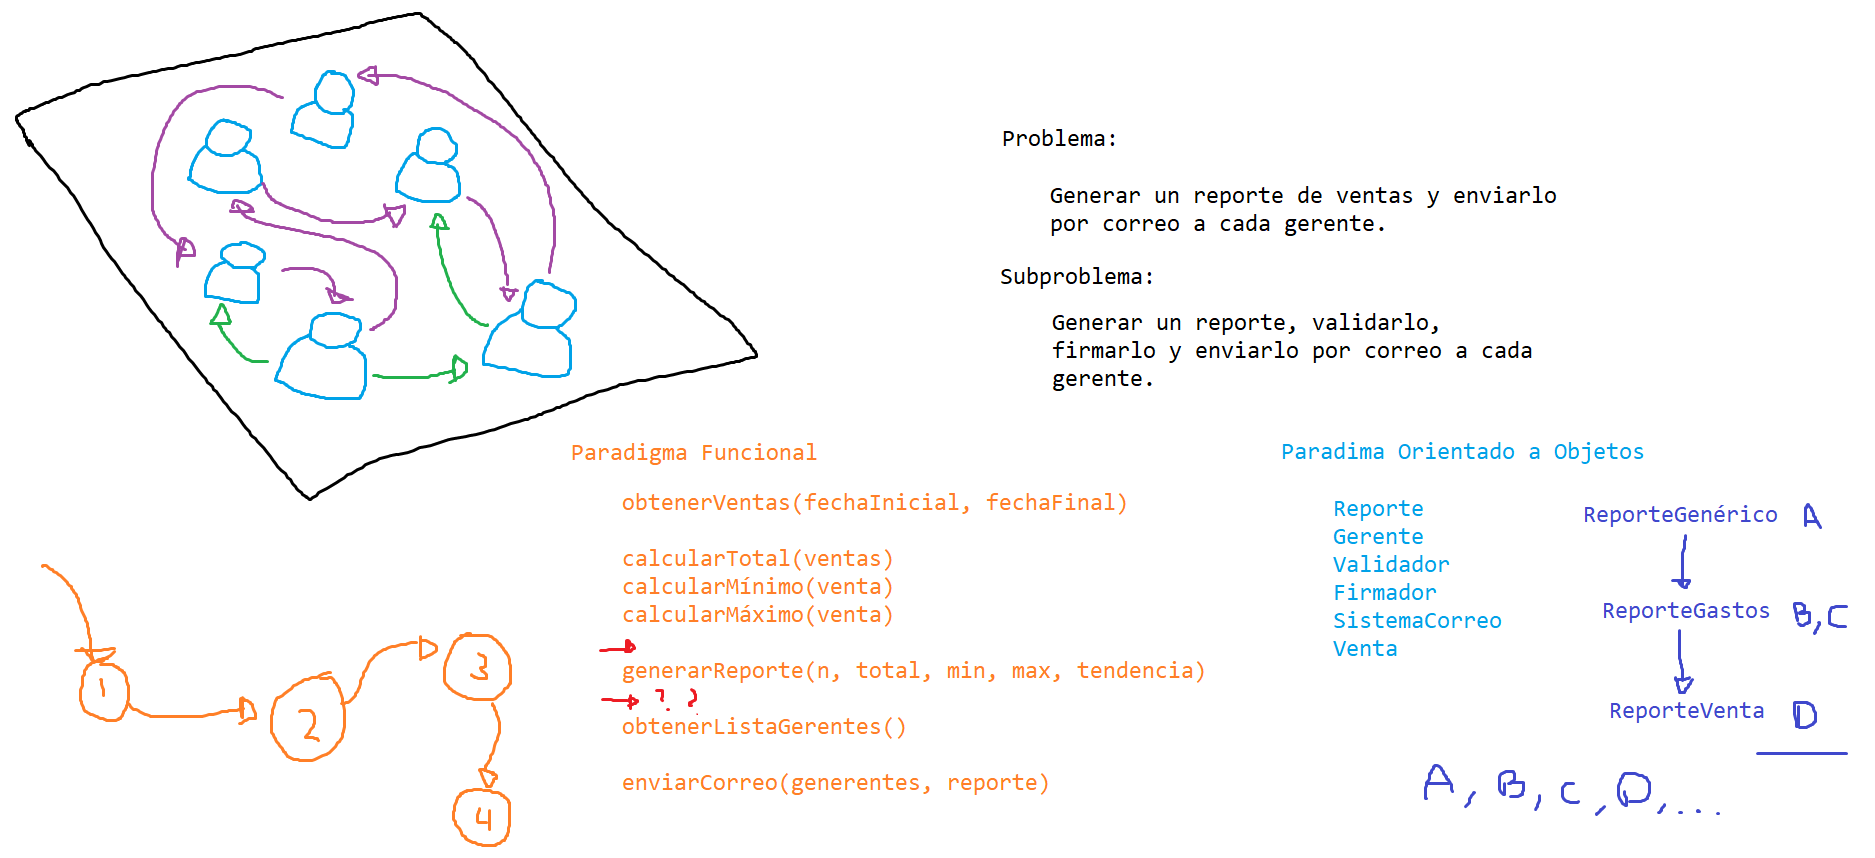 Problema:
Generar un reporte de ventas y enviarlo
por correo a cada gerente.
Subproblema:
Generar un reporte, validarlo,
firmarlo y enviarlo por correo a cada
gerente.
Paradigma Funcional
obtenerVentas(fechaInicial, fechaFinal)
calcularTotal(ventas)
calcularMínimo(venta)
calcularMáximo(venta)
generarReporte(n, total, min, max, tendencia)
? ?
obtenerListaGerentes()
enviarCorreo(generentes, reporte)
1
2
3
4
Paradima Orientado a Objetos
Reporte
Gerente
Validador
Firmador
SistemaCorreo
Venta
ReporteGenérico A
ReporteGastos B, C
ReporteVenta D
A, B, C, D, ...